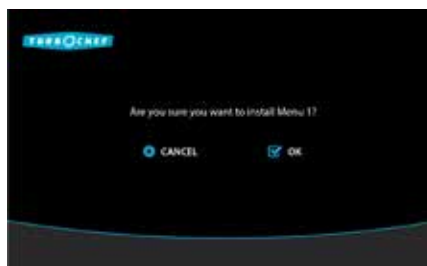 TURBOCHEF
Are you sure you want to install Menu 1?
CANCEL
OK